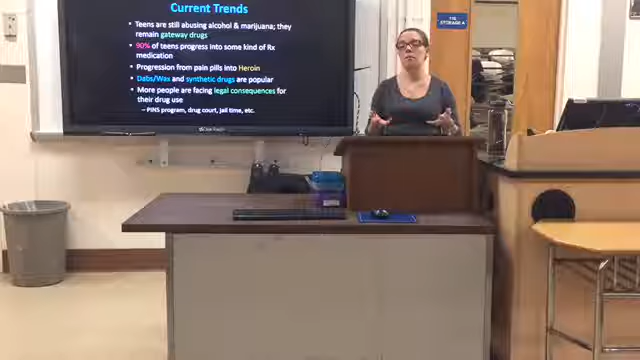 Current Trends
• Teens are still abusing alcohol & marijuana; they
remain gateway drugs
• 90% of teens progress into some kind of Rx
medication
• Progression from pain pills into Heroin
• Dabs/Wax and synthetic drugs are popular
• More people are facing legal consequences for
their drug use
– PINS program, drug court, jail time, etc.
STORAGE A